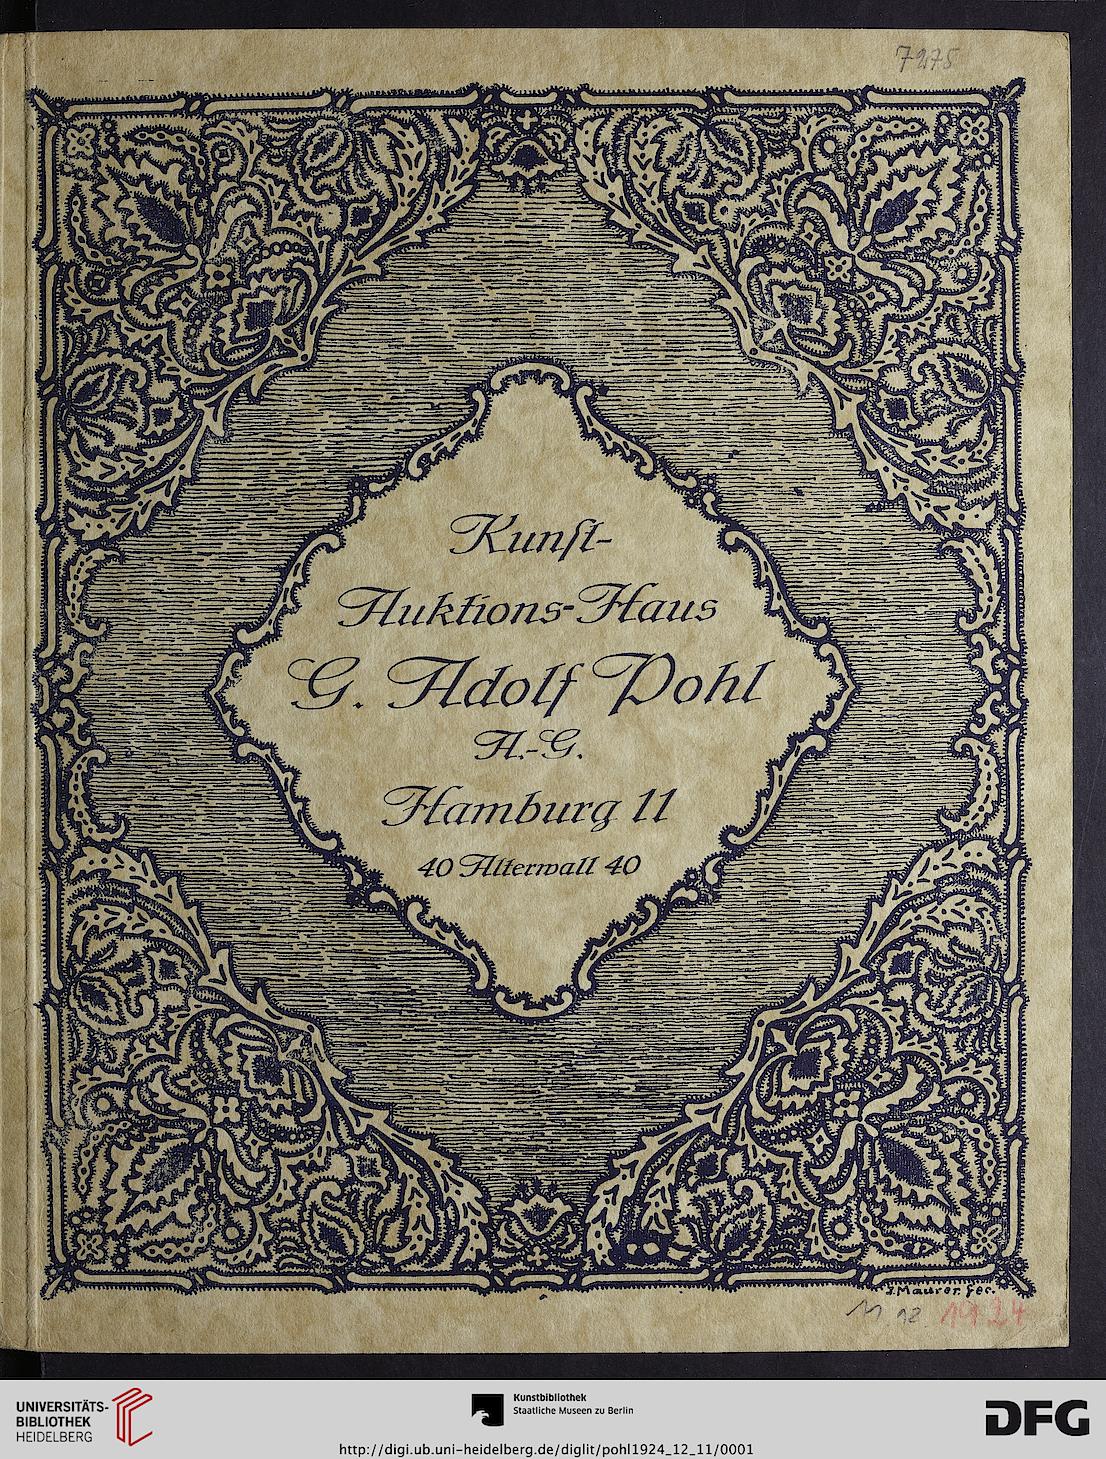 Kunſt-
Auktions-Haus
G. Adolf Pohl
A.-G.
Hamburg 11
40 Alterwall 40
J. Maurer fec.
11. 12. 1924
UNIVERSITÄTS-
BIBLIOTHEK
HEIDELBERG
Kunstbibliothek
Staatliche Museen zu Berlin
DFG
http://digi.ub.uni-heidelberg.de/diglit/pohl1924_12_11/0001